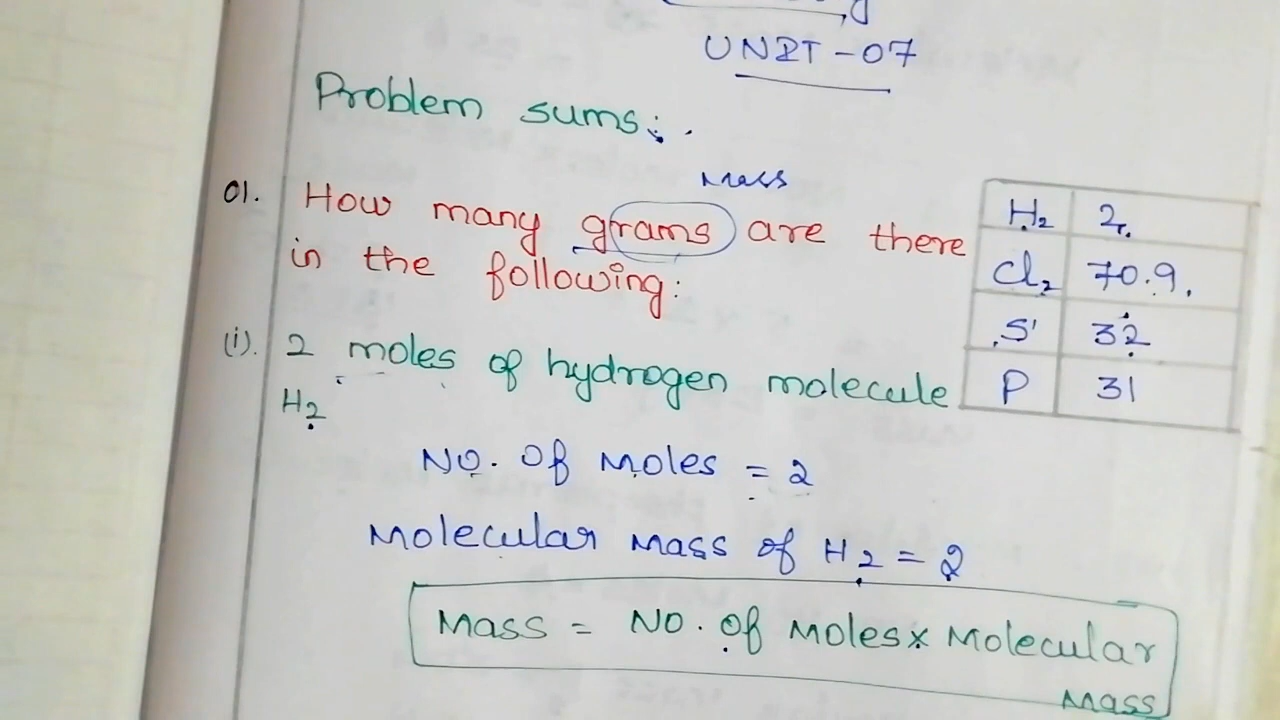 UNIT-07
Problem sums:.
Mass
01. How many grams are there
in the following:
H₂ 2
Cl₂ 70.9
S 32
P 31
(i). 2 moles of hydrogen molecule
H₂
No. of Moles = 2
Molecular Mass of H₂ = 2
Mass = No. of Moles x Molecular
Mass